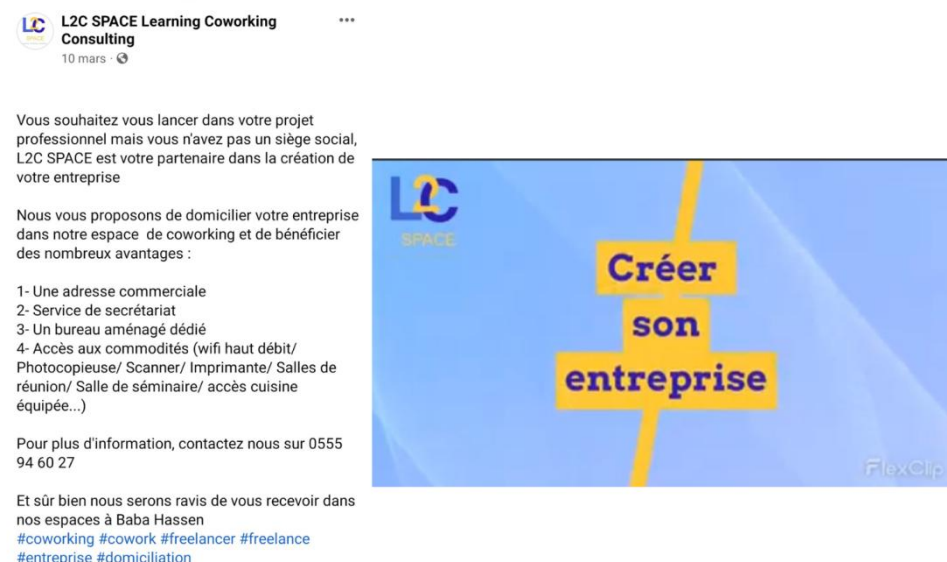 L2C SPACE Learning Coworking
Consulting
10 mars
Vous souhaitez vous lancer dans votre projet
professionnel mais vous n'avez pas un siège social,
L2C SPACE est votre partenaire dans la création de
votre entreprise
Nous vous proposons de domicilier votre entreprise
dans notre espace de coworking et de bénéficier
des nombreux avantages :
1- Une adresse commerciale
2- Service de secrétariat
3- Un bureau aménagé dédié
4- Accès aux commodités (wifi haut débit/
Photocopieuse/ Scanner/ Imprimante/ Salles de
réunion/ Salle de séminaire/ accès cuisine
équipée...)
Pour plus d'information, contactez nous sur 0555
94 60 27
Et sûr bien nous serons ravis de vous recevoir dans
nos espaces à Baba Hassen
#coworking #cowork #freelancer #freelance
#entreprise #domiciliation
L2C
SPACE
Créer
son
entreprise
FlexClip